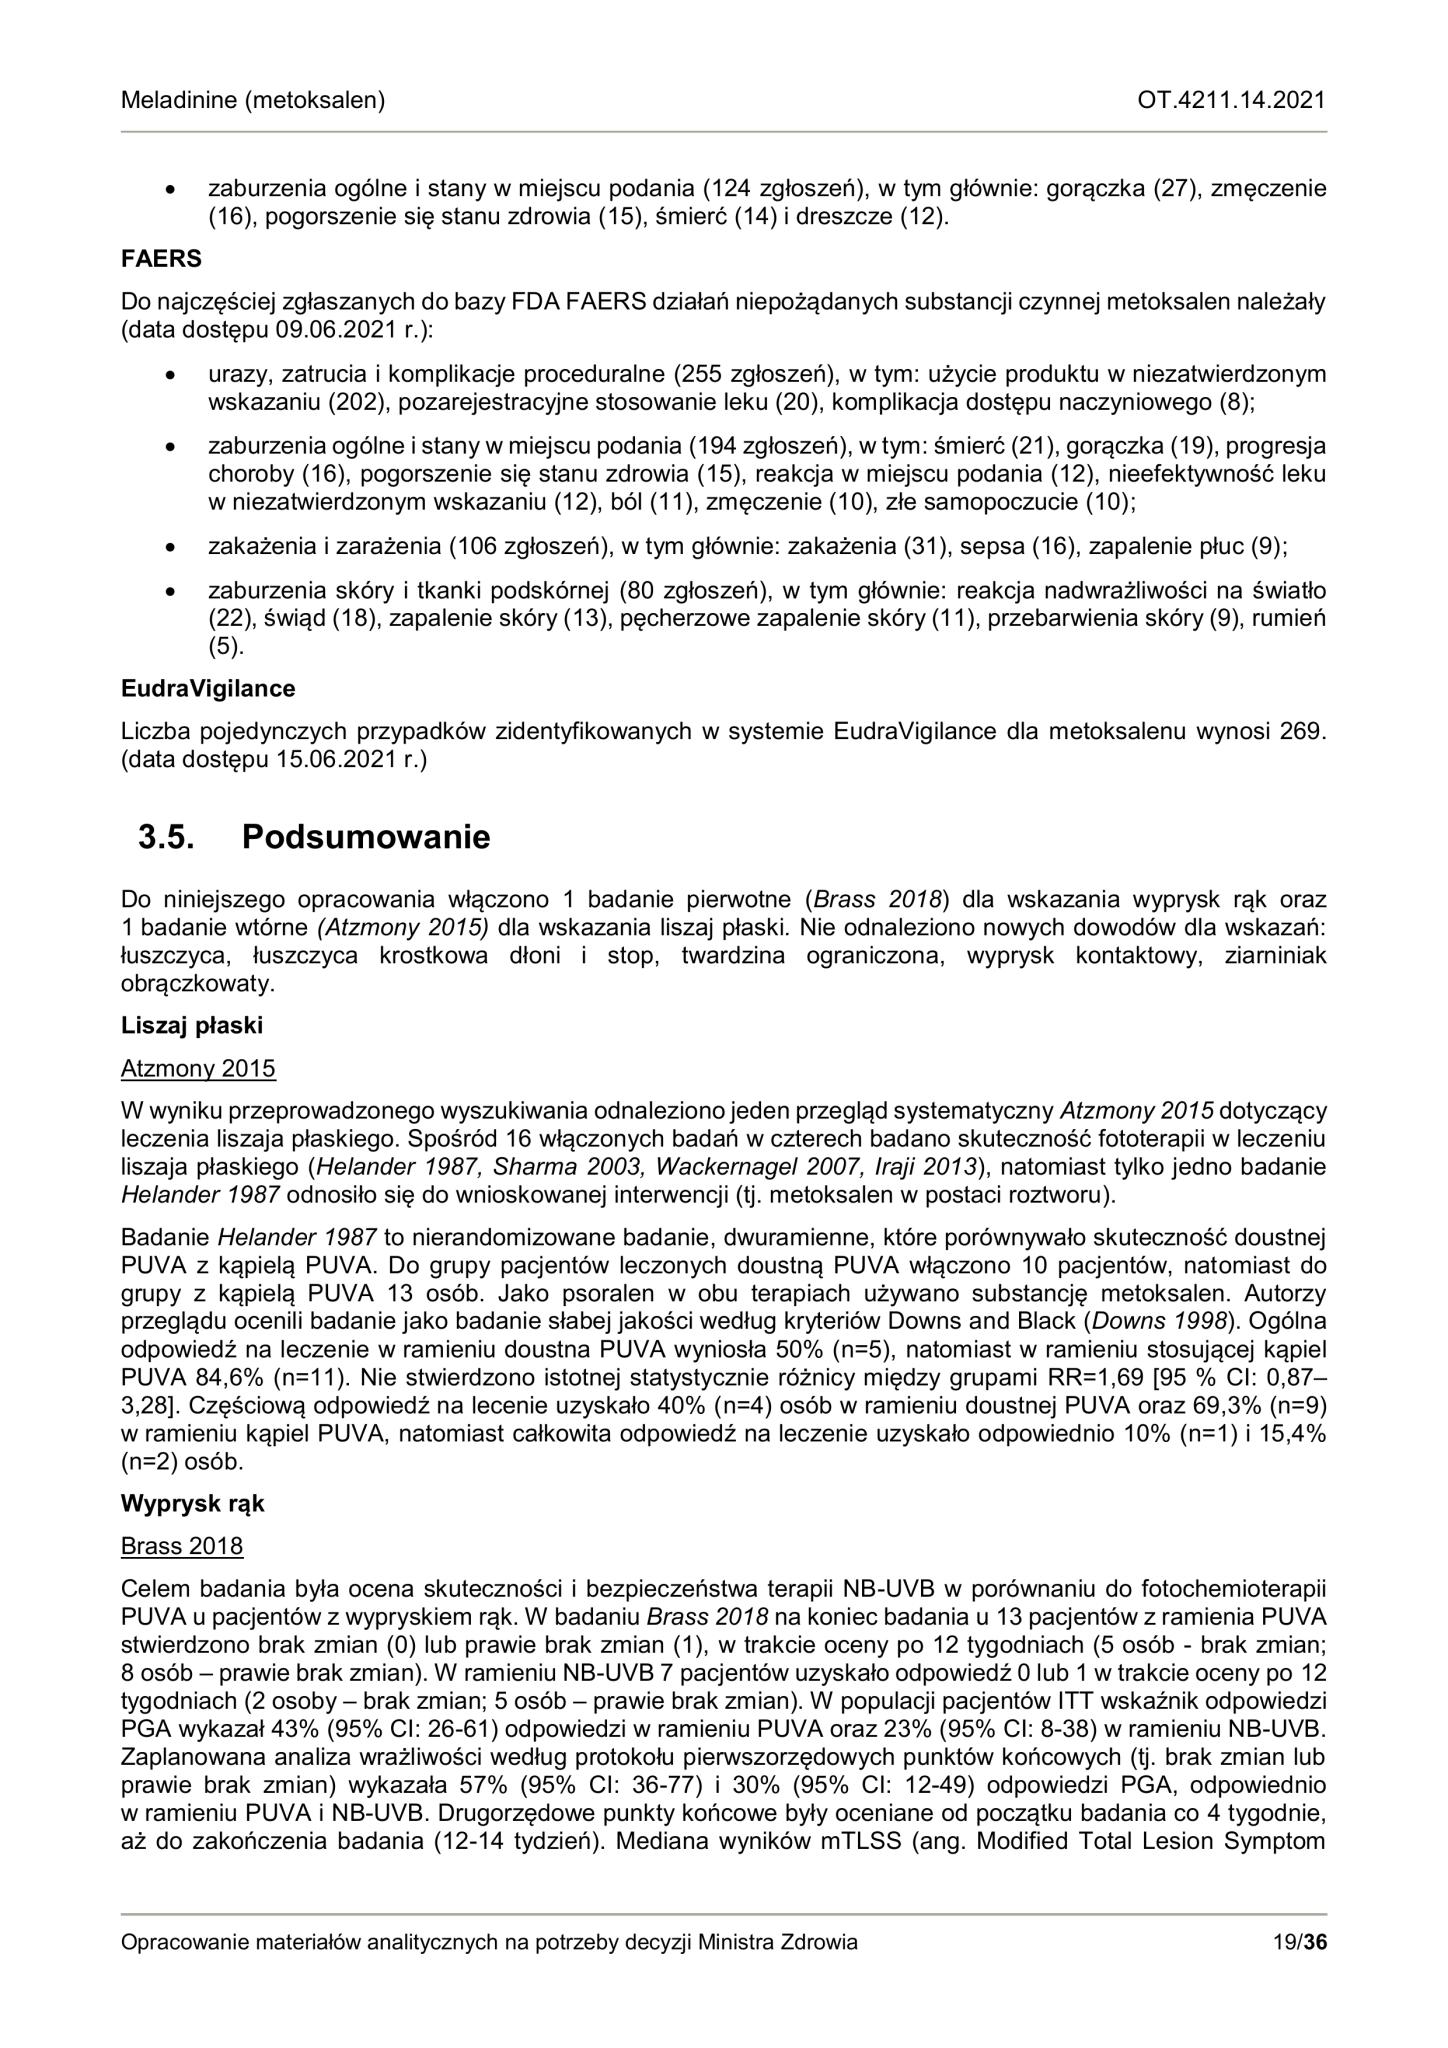 Meladinine (metoksalen) OT.4211.14.2021
• zaburzenia ogólne i stany w miejscu podania (124 zgłoszeń), w tym głównie: gorączka (27), zmęczenie
(16), pogorszenie się stanu zdrowia (15), śmierć (14) i dreszcze (12).
FAERS
Do najczęściej zgłaszanych do bazy FDA FAERS działań niepożądanych substancji czynnej metoksalen należały
(data dostępu 09.06.2021 r.):
• urazy, zatrucia i komplikacje proceduralne (255 zgłoszeń), w tym: użycie produktu w niezatwierdzonym
wskazaniu (202), pozarejestracyjne stosowanie leku (20), komplikacja dostępu naczyniowego (8);
• zaburzenia ogólne i stany w miejscu podania (194 zgłoszeń), w tym: śmierć (21), gorączka (19), progresja
choroby (16), pogorszenie się stanu zdrowia (15), reakcja w miejscu podania (12), nieefektywność leku
w niezatwierdzonym wskazaniu (12), ból (11), zmęczenie (10), złe samopoczucie (10);
• zakażenia i zarażenia (106 zgłoszeń), w tym głównie: zakażenia (31), sepsa (16), zapalenie płuc (9);
• zaburzenia skóry i tkanki podskórnej (80 zgłoszeń), w tym głównie: reakcja nadwrażliwości na światło
(22), świąd (18), zapalenie skóry (13), pęcherzowe zapalenie skóry (11), przebarwienia skóry (9), rumień
(5).
EudraVigilance
Liczba pojedynczych przypadków zidentyfikowanych w systemie EudraVigilance dla metoksalenu wynosi 269.
(data dostępu 15.06.2021 r.)
3.5. Podsumowanie
Do niniejszego opracowania włączono 1 badanie pierwotne (Brass 2018) dla wskazania wyprysk rąk oraz
1 badanie wtórne (Atzmony 2015) dla wskazania liszaj płaski. Nie odnaleziono nowych dowodów dla wskazań:
łuszczyca, łuszczyca krostkowa dłoni i stop, twardzina ograniczona, wyprysk kontaktowy, ziarniniak
obrączkowaty.
Liszaj płaski
Atzmony 2015
W wyniku przeprowadzonego wyszukiwania odnaleziono jeden przegląd systematyczny Atzmony 2015 dotyczący
leczenia liszaja płaskiego. Spośród 16 włączonych badań w czterech badano skuteczność fototerapii w leczeniu
liszaja płaskiego (Helander 1987, Sharma 2003, Wackernagel 2007, Iraji 2013), natomiast tylko jedno badanie
Helander 1987 odnosiło się do wnioskowanej interwencji (tj. metoksalen w postaci roztworu).
Badanie Helander 1987 to nierandomizowane badanie, dwuramienne, które porównywało skuteczność doustnej
PUVA z kąpielą PUVA. Do grupy pacjentów leczonych doustną PUVA włączono 10 pacjentów, natomiast do
grupy z kąpielą PUVA 13 osób. Jako psoralen w obu terapiach używano substancję metoksalen. Autorzy
przeglądu ocenili badanie jako badanie słabej jakości według kryteriów Downs and Black (Downs 1998). Ogólna
odpowiedź na leczenie w ramieniu doustna PUVA wyniosła 50% (n=5), natomiast w ramieniu stosującej kąpiel
PUVA 84,6% (n=11). Nie stwierdzono istotnej statystycznie różnicy między grupami RR=1,69 [95 % CI: 0,87–
3,28]. Częściową odpowiedź na lecenie uzyskało 40% (n=4) osób w ramieniu doustnej PUVA oraz 69,3% (n=9)
w ramieniu kąpiel PUVA, natomiast całkowita odpowiedź na leczenie uzyskało odpowiednio 10% (n=1) i 15,4%
(n=2) osób.
Wyprysk rąk
Brass 2018
Celem badania była ocena skuteczności i bezpieczeństwa terapii NB-UVB w porównaniu do fotochemioterapii
PUVA u pacjentów z wypryskiem rąk. W badaniu Brass 2018 na koniec badania u 13 pacjentów z ramienia PUVA
stwierdzono brak zmian (0) lub prawie brak zmian (1), w trakcie oceny po 12 tygodniach (5 osób - brak zmian;
8 osób – prawie brak zmian). W ramieniu NB-UVB 7 pacjentów uzyskało odpowiedź 0 lub 1 w trakcie oceny po 12
tygodniach (2 osoby – brak zmian; 5 osób – prawie brak zmian). W populacji pacjentów ITT wskaźnik odpowiedzi
PGA wykazał 43% (95% CI: 26-61) odpowiedzi w ramieniu PUVA oraz 23% (95% CI: 8-38) w ramieniu NB-UVB.
Zaplanowana analiza wrażliwości według protokołu pierwszorzędowych punktów końcowych (tj. brak zmian lub
prawie brak zmian) wykazała 57% (95% CI: 36-77) i 30% (95% CI: 12-49) odpowiedzi PGA, odpowiednio
w ramieniu PUVA i NB-UVB. Drugorzędowe punkty końcowe były oceniane od początku badania co 4 tygodnie,
aż do zakończenia badania (12-14 tydzień). Mediana wyników mTLSS (ang. Modified Total Lesion Symptom
Opracowanie materiałów analitycznych na potrzeby decyzji Ministra Zdrowia 19/36